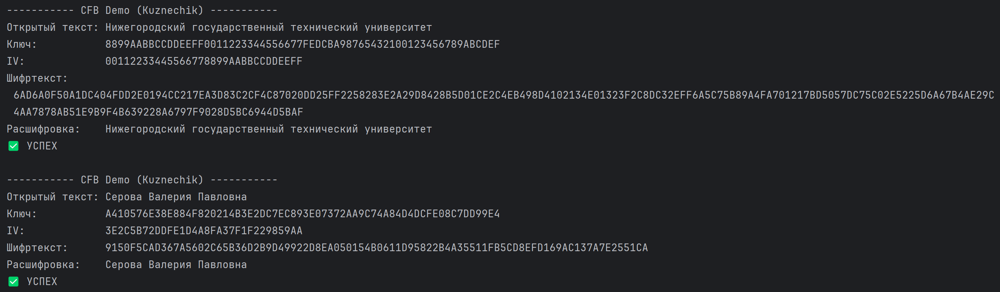 ----------- CFB Demo (Kuznechik) -----------
Открытый текст: Нижегородский государственный технический университет
Ключ:           8899AABBCCDDEEFF0011223344556677FEDCBA98765432100123456789ABCDEF
IV:             00112233445566778899AABBCCDDEEFF
Шифртекст:
6AD6A0F50A1DC404FDD2E0194CC217EA3D83C2CF4C87020DD25FF2258283E2A29D8428B5D01CE2C4EB498D4102134E01323F2C8DC32EFF6A5C75B89A4FA701217BD5057DC75C02E5225D6A67B4AE29C
4AA7878AB51E9B9F4B639228A6797F9028D5BC6944D5BAF
Расшифровка:    Нижегородский государственный технический университет
✅ УСПЕХ
----------- CFB Demo (Kuznechik) -----------
Открытый текст: Серова Валерия Павловна
Ключ:           A410576E38E884F820214B3E2DC7EC893E07372AA9C74A84D4DCFE08C7DD99E4
IV:             3E2C5B72DDFE1D4A8FA37F1F229859AA
Шифртекст:      9150F5CAD367A5602C65B36D2B9D49922D8EA050154B0611D95822B4A35511FB5CD8EFD169AC137A7E2551CA
Расшифровка:    Серова Валерия Павловна
✅ УСПЕХ